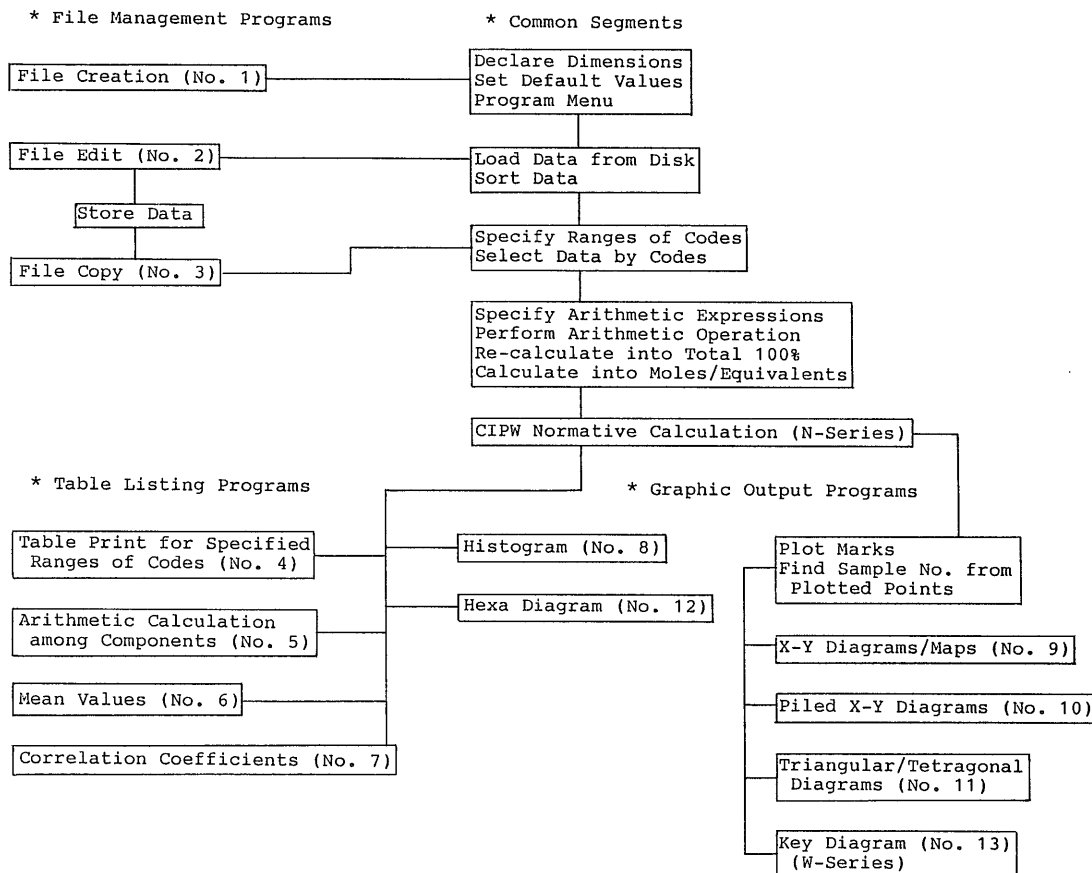 * File Management Programs
* Common Segments
File Creation (No. 1)
Declare Dimensions
Set Default Values
Program Menu
File Edit (No. 2)
Load Data from Disk
Sort Data
Store Data
File Copy (No. 3)
Specify Ranges of Codes
Select Data by Codes
Specify Arithmetic Expressions
Perform Arithmetic Operation
Re-calculate into Total 100%
Calculate into Moles/Equivalents
CIPW Normative Calculation (N-Series)
* Table Listing Programs
Table Print for Specified
Ranges of Codes (No. 4)
Arithmetic Calculation
among Components (No. 5)
Mean Values (No. 6)
Correlation Coefficients (No. 7)
* Graphic Output Programs
Histogram (No. 8)
Hexa Diagram (No. 12)
Plot Marks
Find Sample No. from
Plotted Points
X-Y Diagrams/Maps (No. 9)
Piled X-Y Diagrams (No. 10)
Triangular/Tetragonal
Diagrams (No. 11)
Key Diagram (No. 13)
(W-Series)